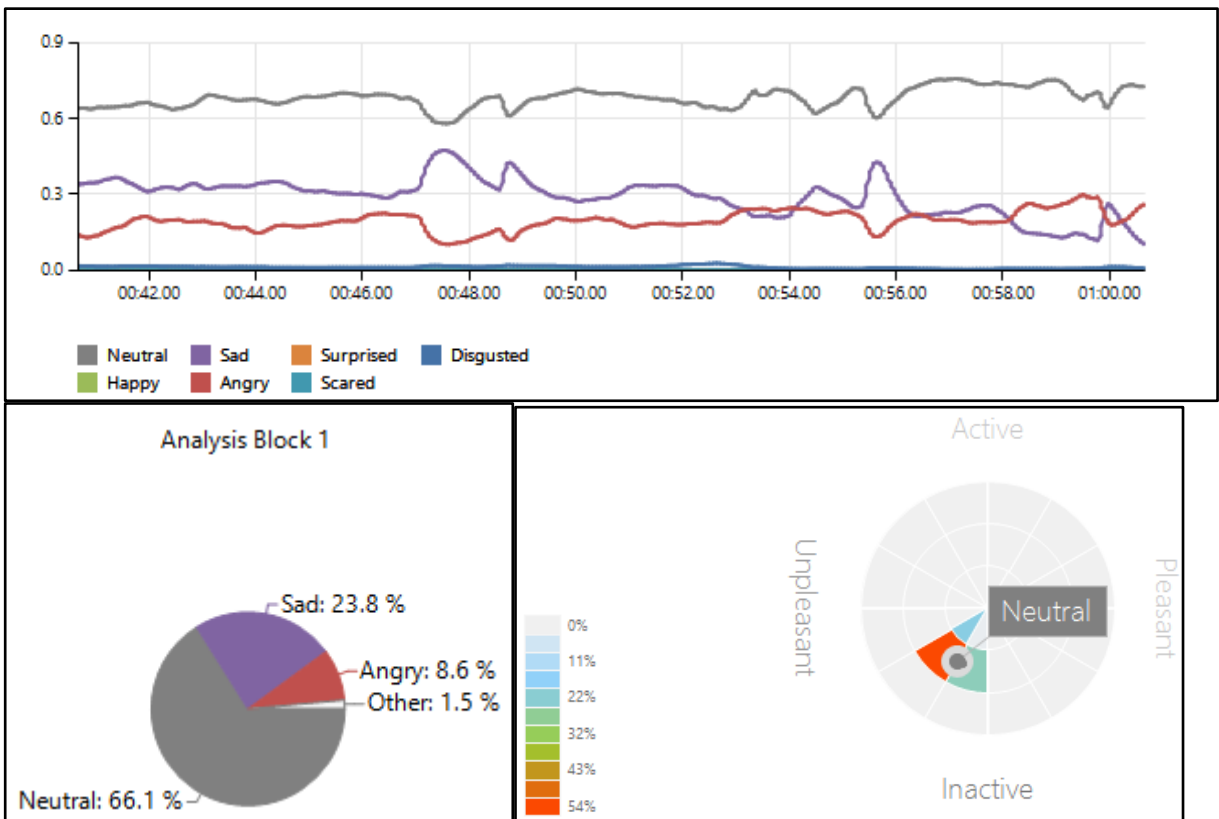 0.9
0.6
0.3
0.0
00:42.00 00:44.00 00:46.00 00:48.00 00:50.00 00:52.00 00:54.00 00:56.00 00:58.00 01:00.00
Neutral Sad Surprised Disgusted
Happy Angry Scared
Analysis Block 1
Sad: 23.8 %
Angry: 8.6 %
Other: 1.5 %
Neutral: 66.1 %
Active
Unpleasant
Pleasant
Neutral
Inactive
0%
11%
22%
32%
43%
54%